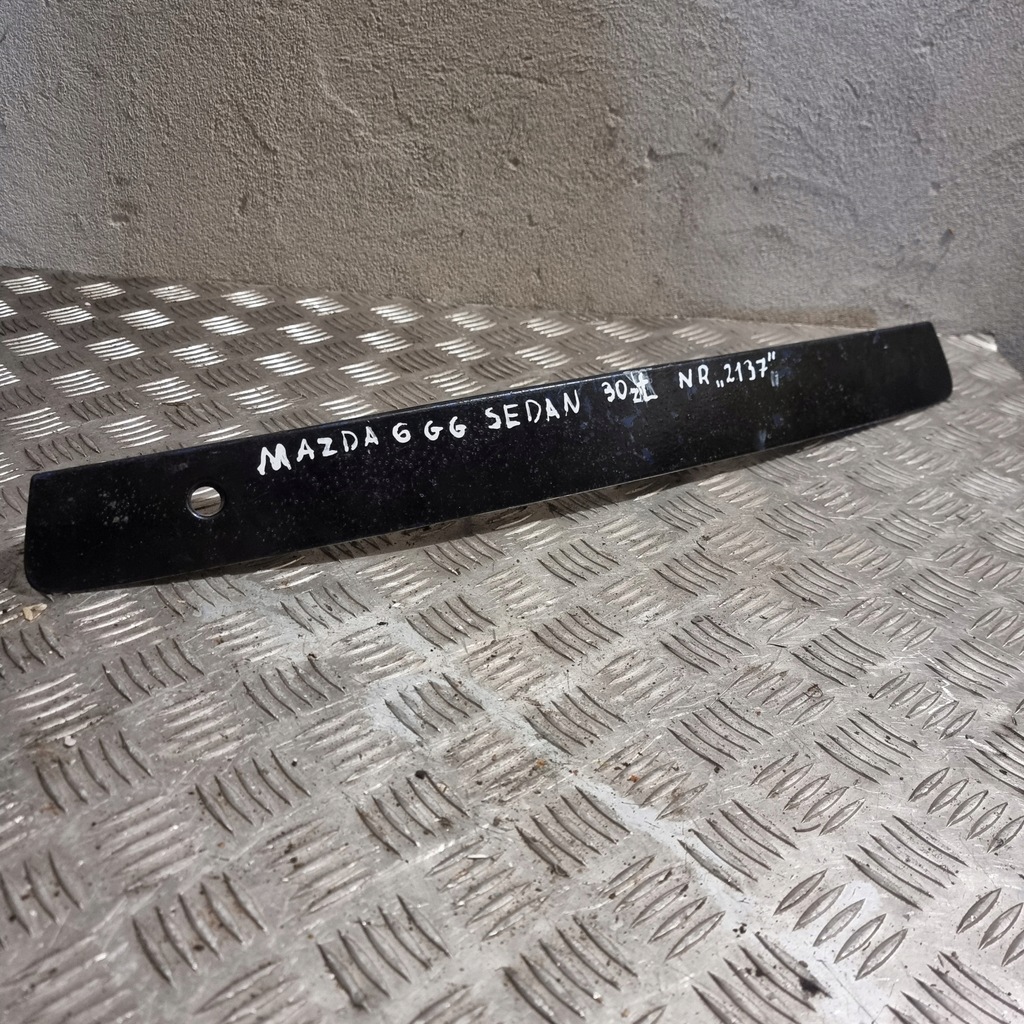 MAZDA 6 GG SEDAN 30zł NR „2137"